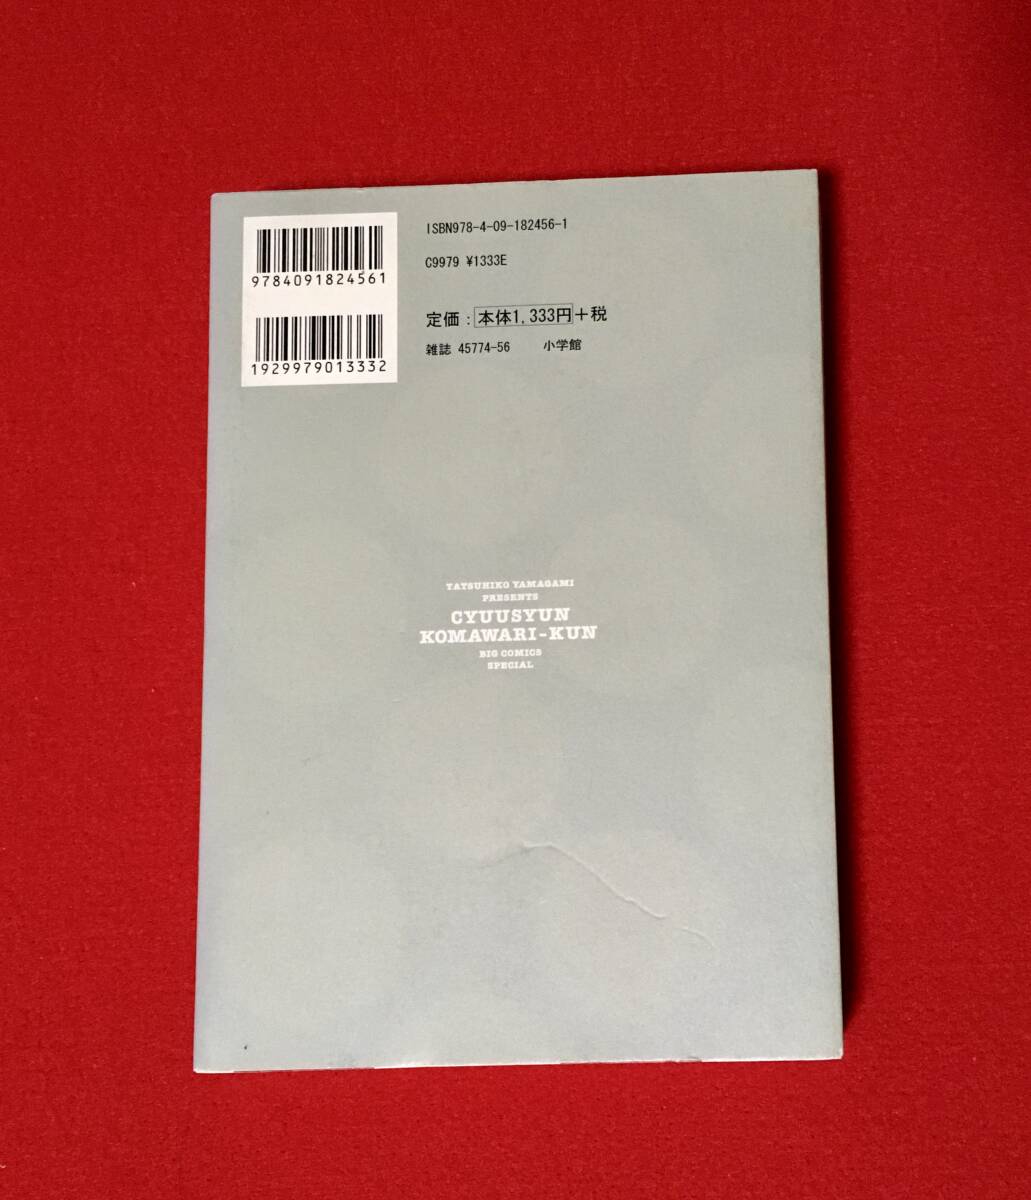 ISBN978-4-09-182456-1
C9979 ¥1333E
9784091824561
定価:本体1,333円+税
雑誌 45774-56 小学館
1929979013332
TATSUHIKO YAMAGAMI
PRESENTS
CYUUSYUN
KOMAWARI-KUN
BIG COMICS
SPECIAL